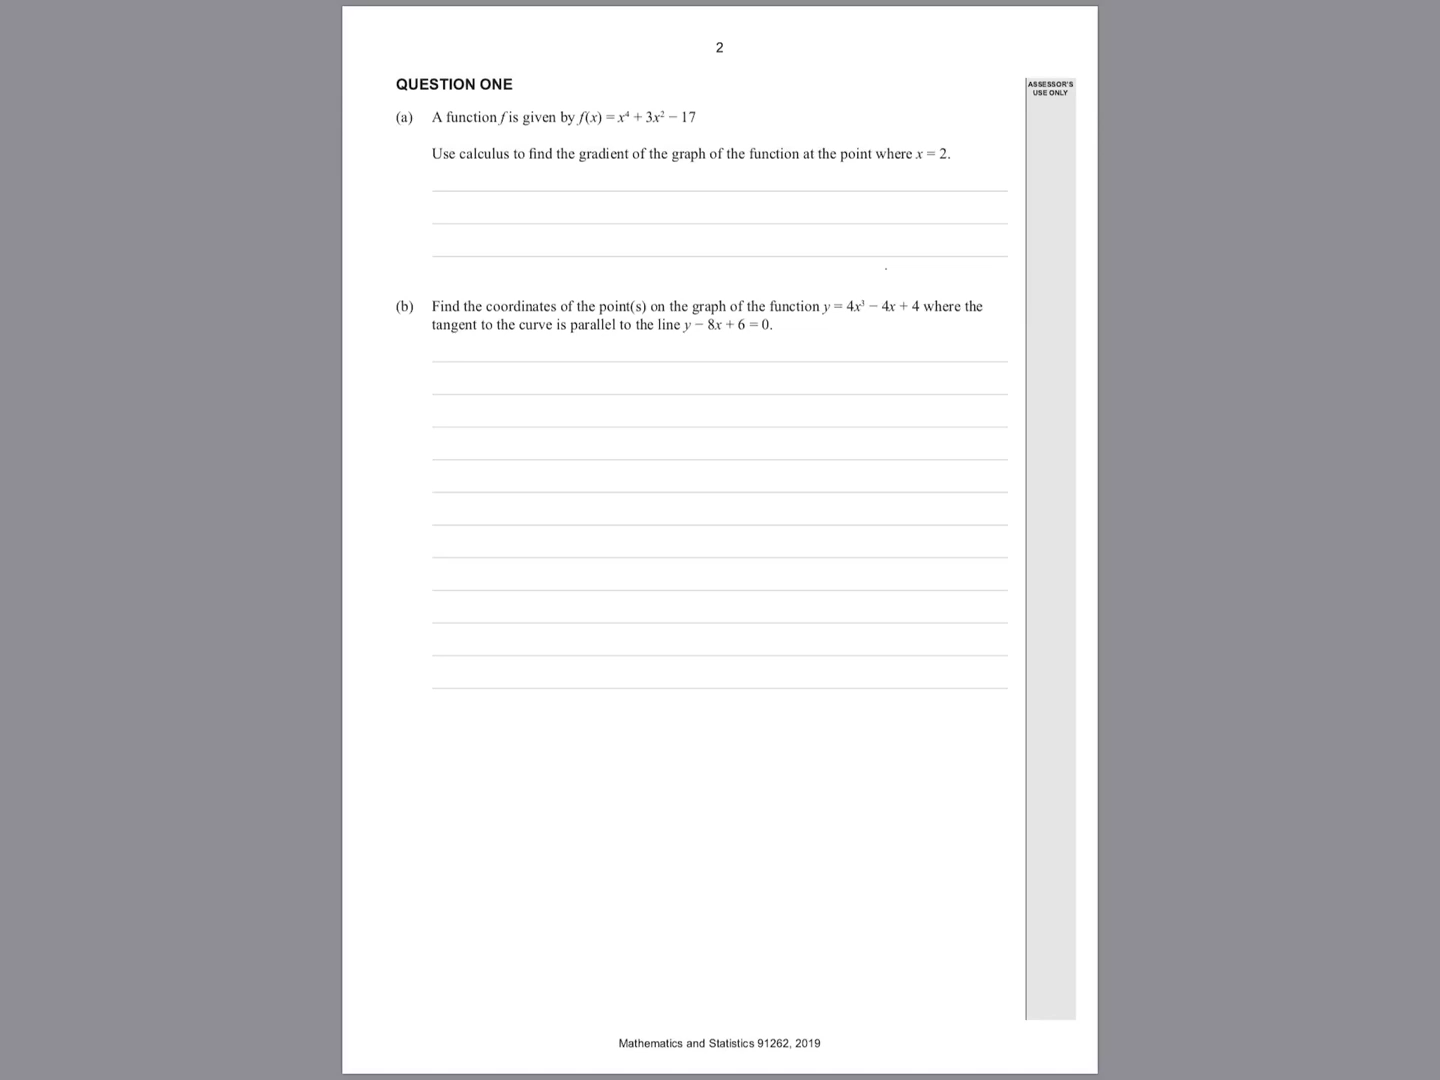 2
QUESTION ONE
ASSESSOR'S
USE ONLY
(a) A function f is given by f(x) = x⁴ + 3x² − 17
Use calculus to find the gradient of the graph of the function at the point where x = 2.
(b) Find the coordinates of the point(s) on the graph of the function y = 4x³ − 4x + 4 where the
tangent to the curve is parallel to the line y − 8x + 6 = 0.
Mathematics and Statistics 91262, 2019